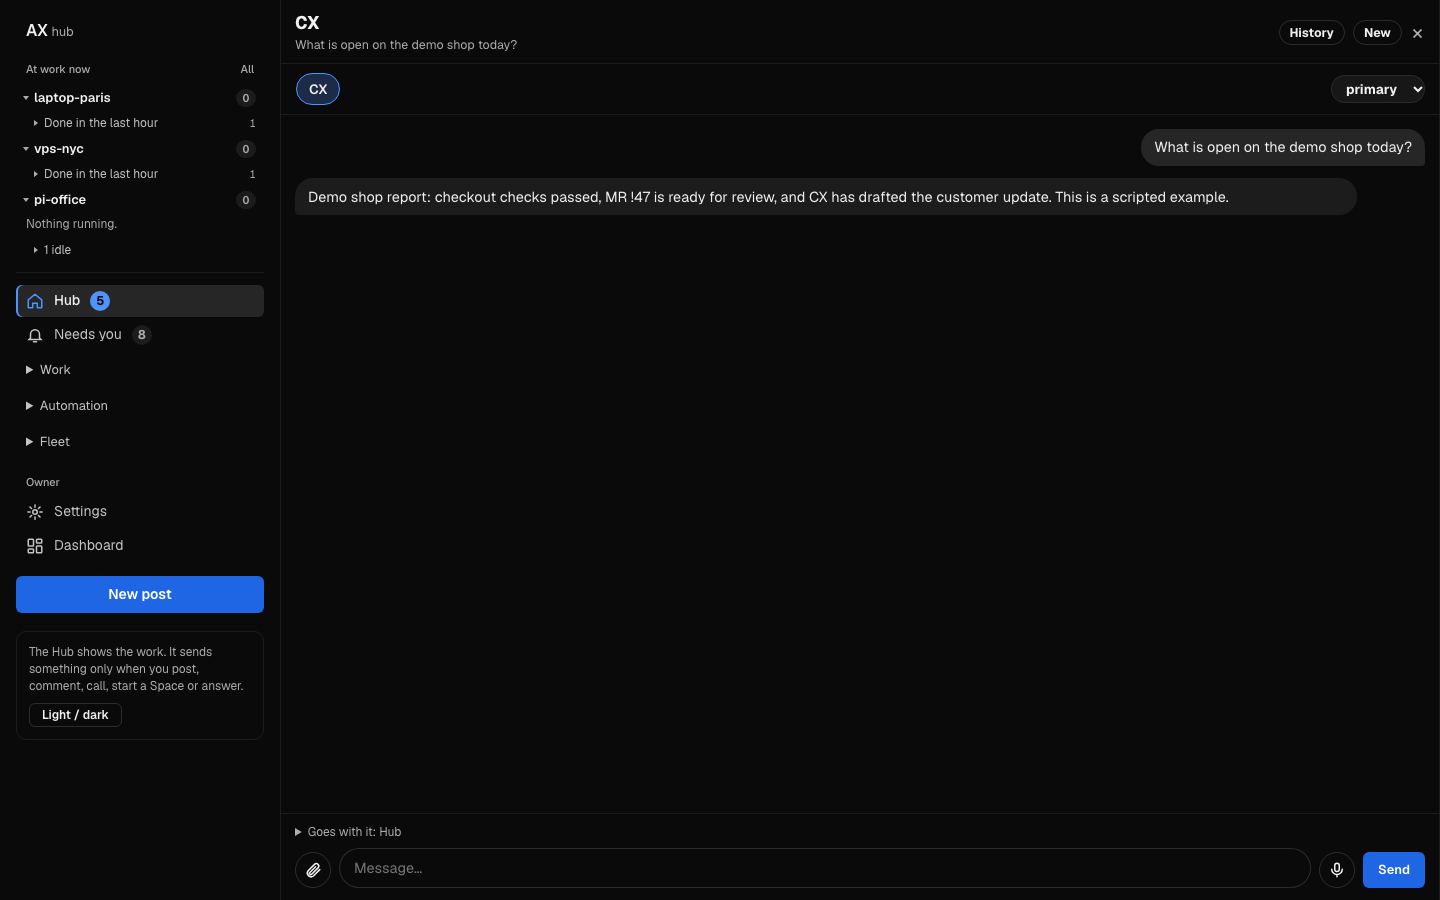 AX hub
At work now
All
laptop-paris
0
Done in the last hour
1
vps-nyc
0
Done in the last hour
1
pi-office
0
Nothing running.
1 idle
Hub
5
Needs you
8
Work
Automation
Fleet
Owner
Settings
Dashboard
New post
The Hub shows the work. It sends
something only when you post,
comment, call, start a Space or answer.
Light / dark
CX
What is open on the demo shop today?
History
New
CX
primary
What is open on the demo shop today?
Demo shop report: checkout checks passed, MR !47 is ready for review, and CX has drafted the customer update. This is a scripted example.
Goes with it: Hub
Message...
Send